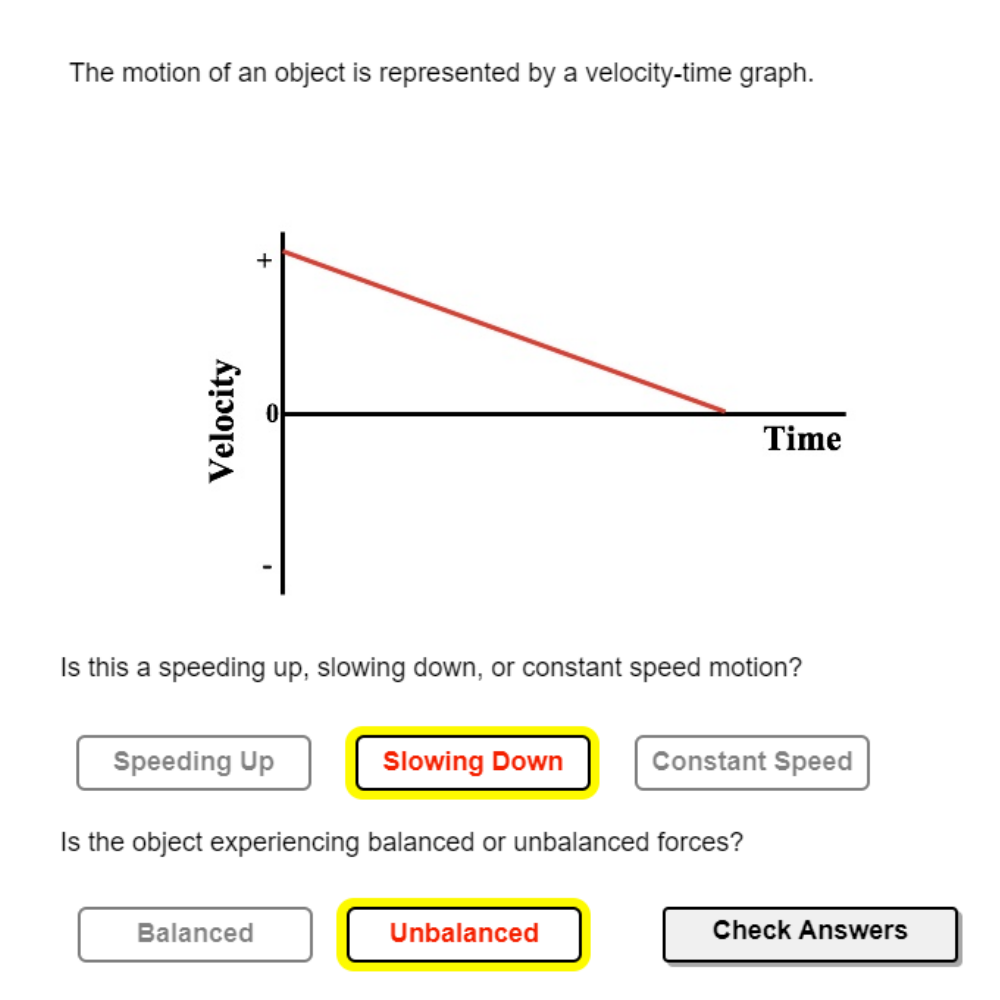 The motion of an object is represented by a velocity-time graph.
+
Velocity
0
Time
-
Is this a speeding up, slowing down, or constant speed motion?
Speeding Up Slowing Down Constant Speed
Is the object experiencing balanced or unbalanced forces?
Balanced Unbalanced Check Answers